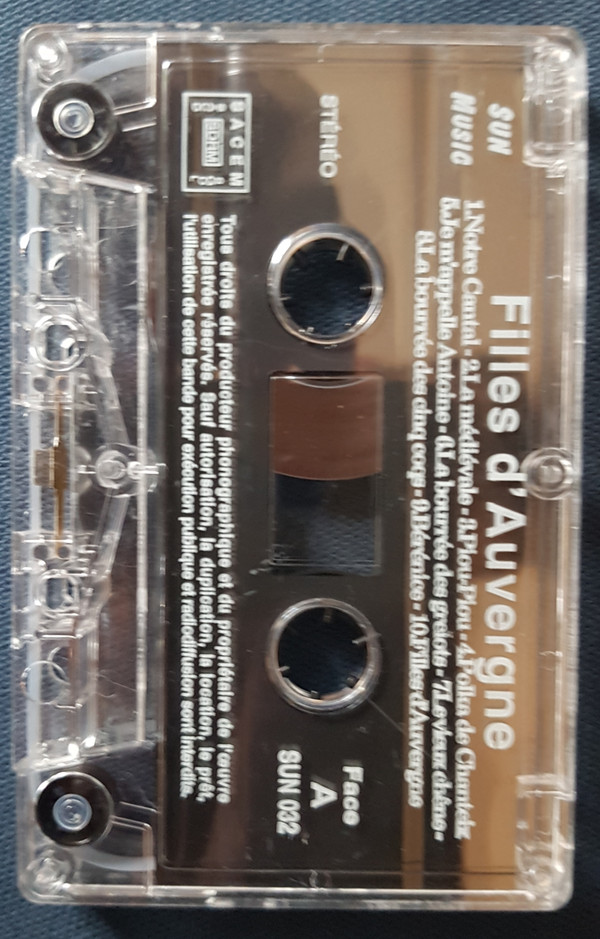 SUN
MUSIC
Filles d'Auvergne
1.Notre Cantal - 2.La médiévale - 3.Plou-Plou - 4.Polka de Chanteix
5.Je m'appelle Antoine - 6.La bourrée des grelots - 7.Le vieux chêne -
8.La bourrée des cinq cops - 9.Bérénice - 10.Filles d'Auvergne
STÉRÉO
Face
A
SUN 032
SACEM
SDRM
Tous droits du producteur phonographique et du propriétaire de l'œuvre
enregistrée réservés. Sauf autorisation, la duplication, la location, le prêt,
l'utilisation de cette bande pour exécution publique et radiodiffusion sont interdits.